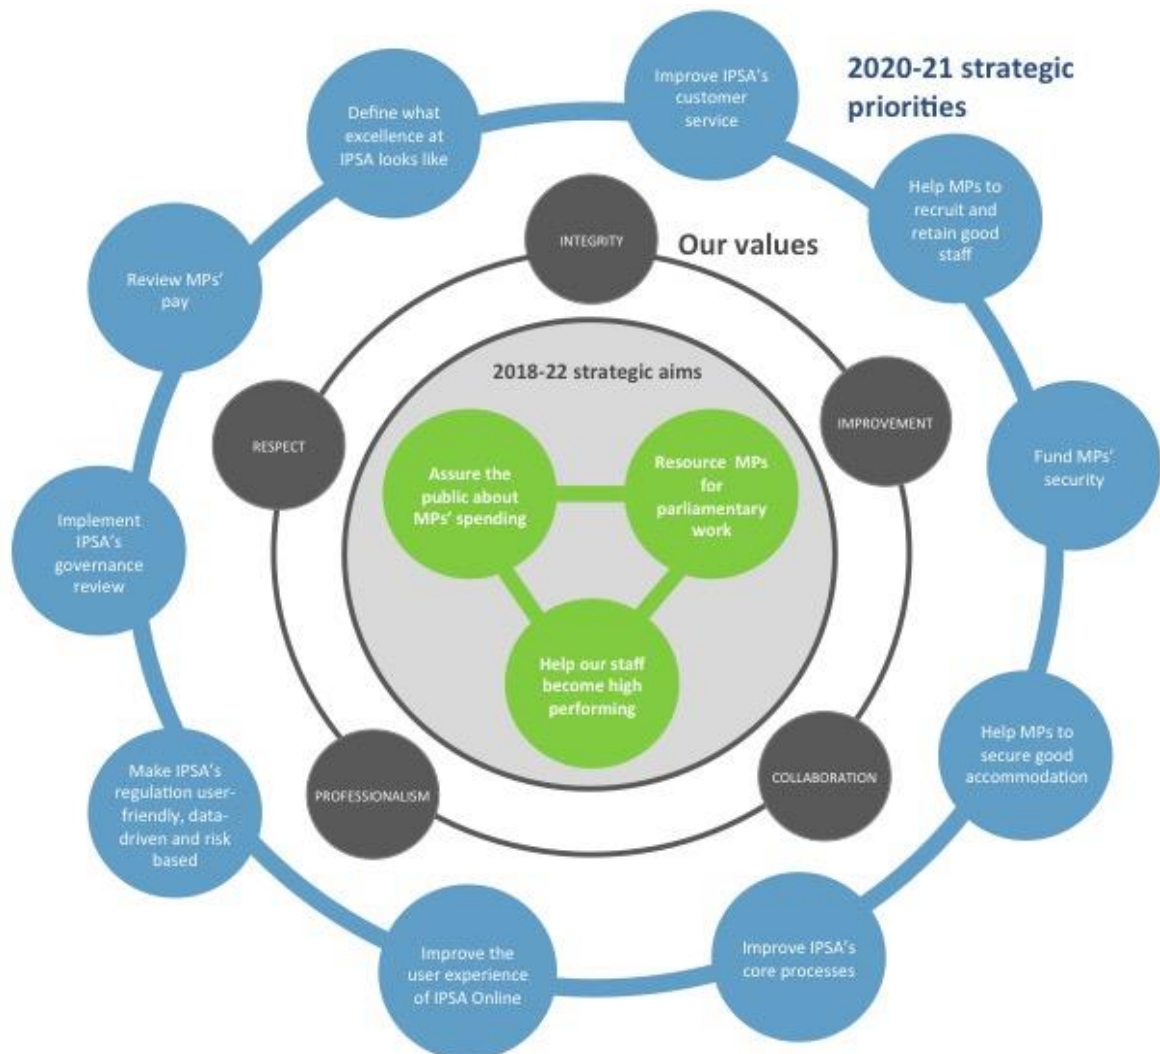 2020-21 strategic
priorities
Improve IPSA's
customer
service
Help MPs to
recruit and
retain good
staff
Fund MPs'
security
Help MPs to
secure good
accommodation
Improve IPSA's
core processes
Improve the
user experience
of IPSA Online
Make IPSA's
regulation user-
friendly, data-
driven and risk
based
Implement
IPSA's
governance
review
Review MPs'
pay
Define what
excellence at
IPSA looks like
Our values
INTEGRITY
IMPROVEMENT
COLLABORATION
PROFESSIONALISM
RESPECT
2018-22 strategic aims
Assure the
public about
MPs' spending
Resource MPs
for
parliamentary
work
Help our staff
become high
performing